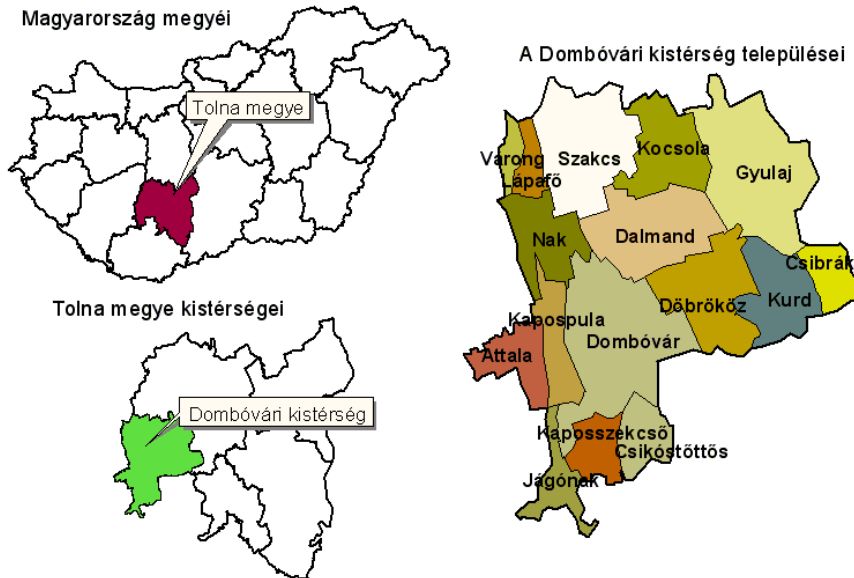 Magyarország megyéi
Tolna megye
Tolna megye kistérségei
Dombóvári kistérség
A Dombóvári kistérség települései
Várong
Lápafő
Szakcs
Kocsola
Gyulaj
Nak
Dalmand
Csibrák
Kapospula
Döbrököz
Kurd
Attala
Dombóvár
Kaposszekcső
Csikóstőttős
Jágónak